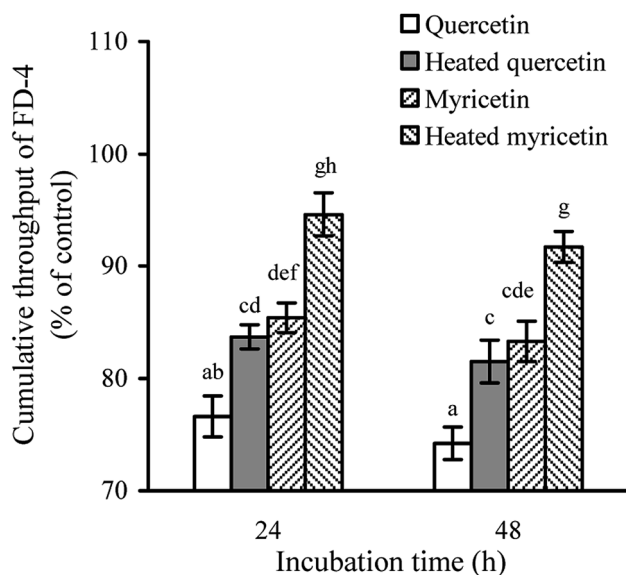 Quercetin
Heated quercetin
Myricetin
Heated myricetin
Cumulative throughput of FD-4
(% of control)
110
100
90
80
70
ab
cd
def
gh
a
c
cde
g
24
48
Incubation time (h)